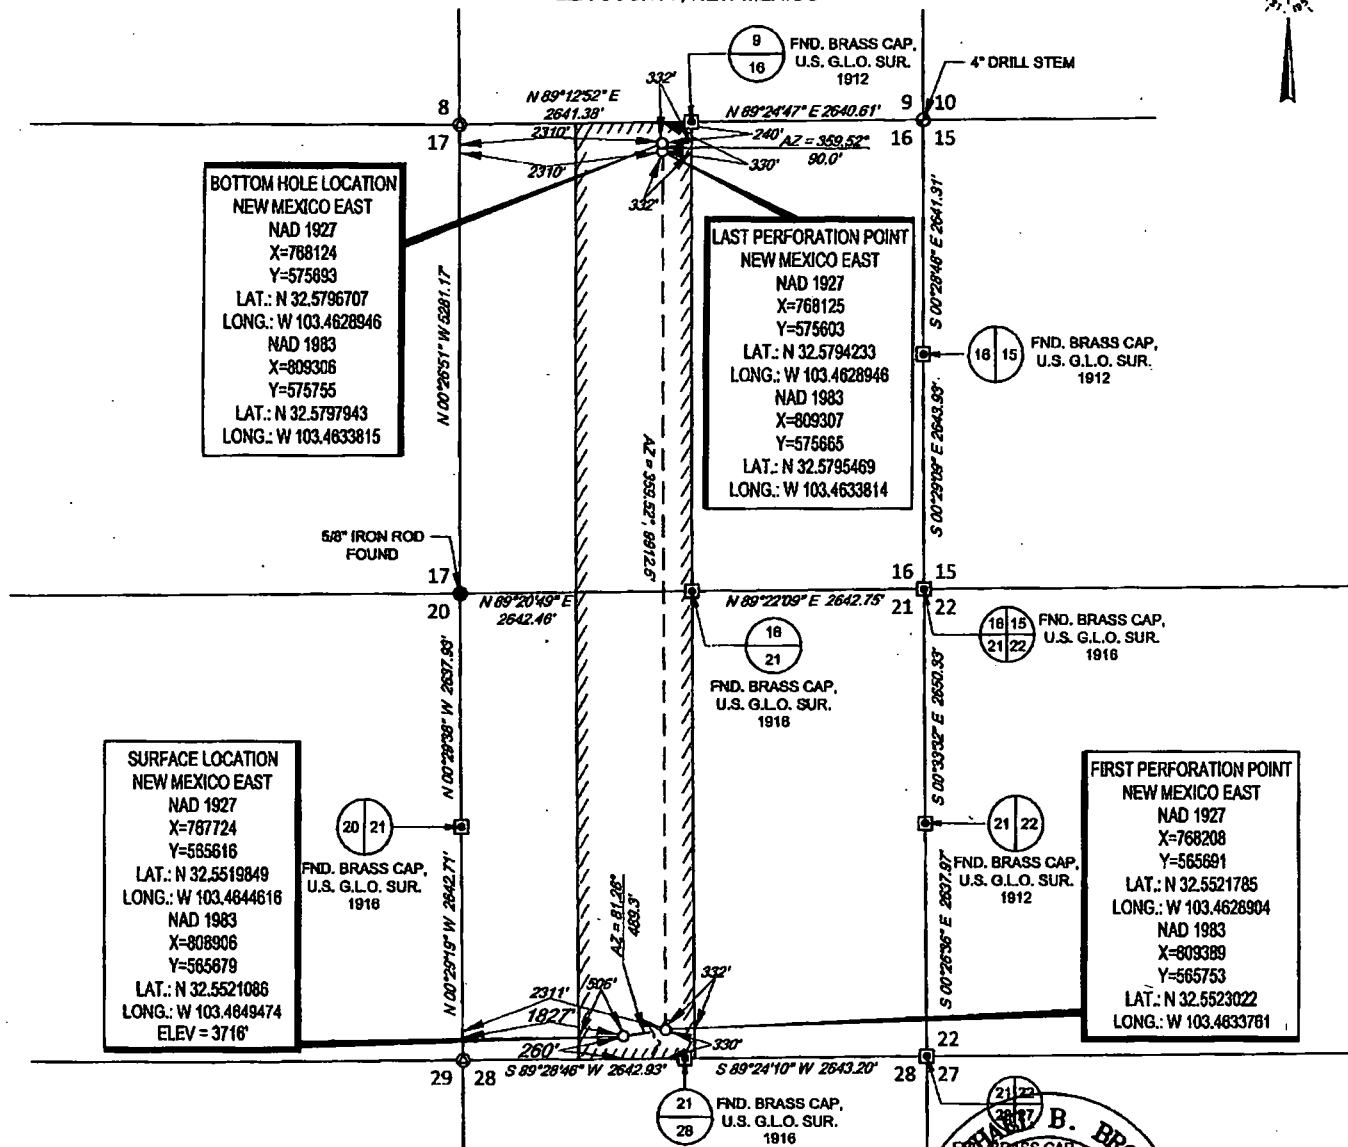 9
16
FND. BRASS CAP,
U.S. G.L.O. SUR.
1912
4" DRILL STEM
332'
N 89°12'52" E
2641.38'
N 89°24'47" E 2640.61'
8
9 10
17
16 15
2310'
240'
AZ = 359.52°
90.0'
2310'
330'
332'
BOTTOM HOLE LOCATION
NEW MEXICO EAST
NAD 1927
X=768124
Y=575693
LAT.: N 32.5796707
LONG.: W 103.4628946
NAD 1983
X=809306
Y=575755
LAT.: N 32.5797943
LONG.: W 103.4633815
LAST PERFORATION POINT
NEW MEXICO EAST
NAD 1927
X=768125
Y=575603
LAT.: N 32.5794233
LONG.: W 103.4628946
NAD 1983
X=809307
Y=575665
LAT.: N 32.5795469
LONG.: W 103.4633814
N 00°26'51" W 5281.17'
S 00°28'46" E 2641.91'
16 15
FND. BRASS CAP,
U.S. G.L.O. SUR.
1912
S 00°29'09" E 2643.93'
AZ = 359.52°, 9912.6'
5/8" IRON ROD
FOUND
17
16 15
20
21 22
N 89°20'49" E
2642.46'
N 89°22'09" E 2642.75'
16
21
FND. BRASS CAP,
U.S. G.L.O. SUR.
1916
16 15
21 22
FND. BRASS CAP,
U.S. G.L.O. SUR.
1916
N 00°29'38" W 2637.93'
S 00°33'32" E 2650.33'
SURFACE LOCATION
NEW MEXICO EAST
NAD 1927
X=767724
Y=565616
LAT.: N 32.5519849
LONG.: W 103.4644616
NAD 1983
X=808906
Y=565679
LAT.: N 32.5521086
LONG.: W 103.4649474
ELEV = 3716'
20 21
FND. BRASS CAP,
U.S. G.L.O. SUR.
1916
21 22
FND. BRASS CAP,
U.S. G.L.O. SUR.
1912
FIRST PERFORATION POINT
NEW MEXICO EAST
NAD 1927
X=768208
Y=565691
LAT.: N 32.5521785
LONG.: W 103.4628904
NAD 1983
X=809389
Y=565753
LAT.: N 32.5523022
LONG.: W 103.4633761
N 00°29'19" W 2642.71'
S 00°26'36" E 2637.97'
AZ = 81.26°
489.3'
2311'
506'
332'
1827'
260'
330'
S 89°28'46" W 2642.93'
S 89°24'10" W 2643.20'
22
29 28
28 27
21
28
FND. BRASS CAP,
U.S. G.L.O. SUR.
1916
21 22
B.